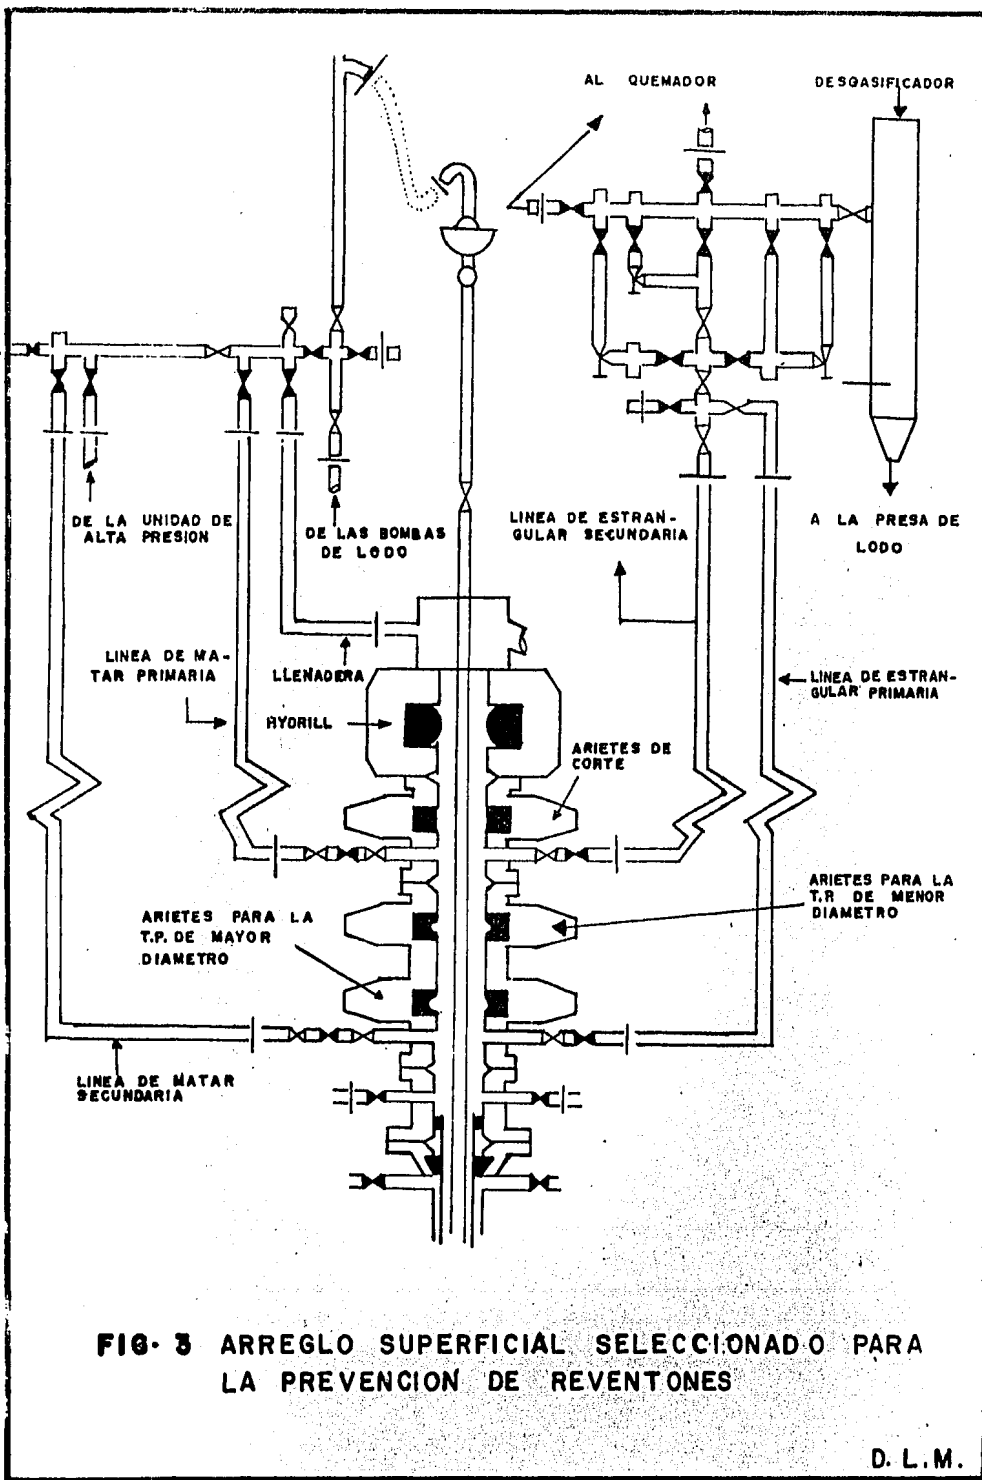 AL QUEMADOR
DESGASIFICADOR
DE LA UNIDAD DE
ALTA PRESION
DE LAS BOMBAS
DE LODO
LINEA DE ESTRAN-
GULAR SECUNDARIA
A LA PRESA DE
LODO
LINEA DE MA-
TAR PRIMARIA
LLENADERA
LINEA DE ESTRAN-
GULAR PRIMARIA
HYDRILL
ARIETES DE
CORTE
ARIETES PARA LA
T.P. DE MENOR
DIAMETRO
ARIETES PARA LA
T.P. DE MAYOR
DIAMETRO
LINEA DE MATAR
SECUNDARIA
FIG. 3 ARREGLO SUPERFICIAL SELECCIONADO PARA
LA PREVENCION DE REVENTONES
D. L. M.